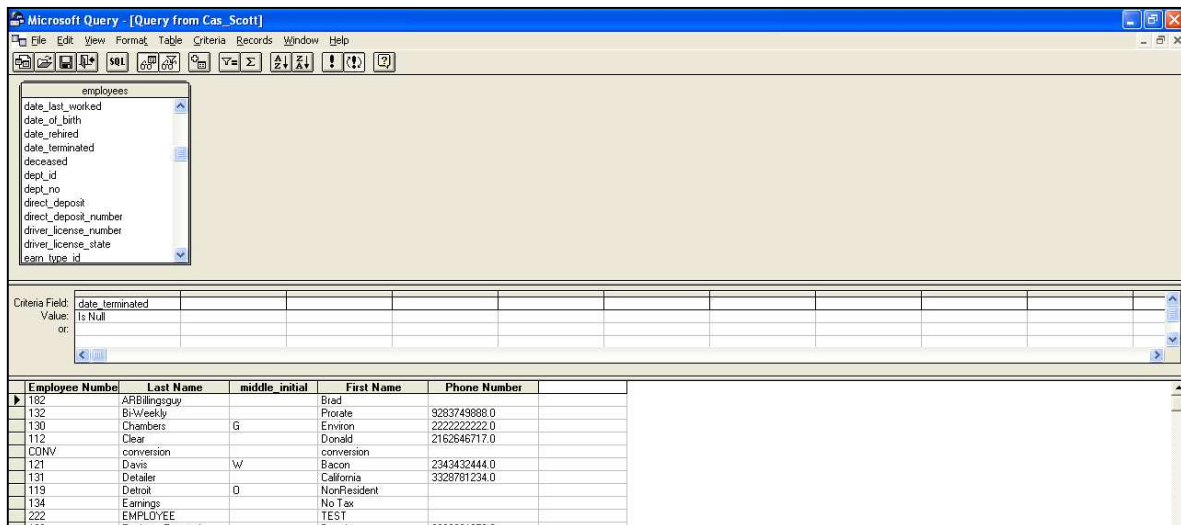 Microsoft Query - [Query from Cas_Scott]
File Edit View Format Table Criteria Records Window Help
SQL
employees
date_last_worked
date_of_birth
date_rehired
date_terminated
deceased
dept_id
dept_no
direct_deposit
direct_deposit_number
driver_license_number
driver_license_state
earn_type_id
Criteria Field: date_terminated
Value: Is Null
or:
Employee Numbe Last Name middle_initial First Name Phone Number
182 ARBillingsguy Brad
132 Bi-Weekly Prorate 9283749888.0
130 Chambers G Environ 2222222222.0
112 Clear Donald 2162646717.0
CONV conversion conversion
121 Davis W Bacon 2343432444.0
131 Detailer California 3328781234.0
119 Detroit O NonResident
134 Earnings No Tax
222 EMPLOYEE TEST